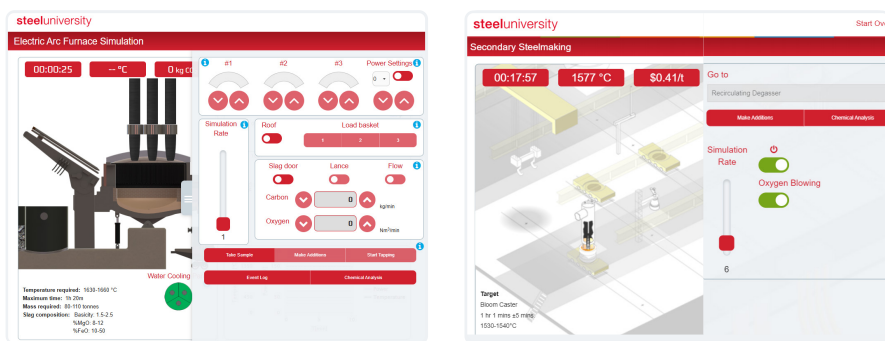 steeluniversity
Electric Arc Furnace Simulation
00:00:25
-- °C
0 kg CO
#1
#2
#3
Power Settings
0
Simulation
Rate
1
Roof
Load basket
1 2 3
Slag door
Lance
Flow
Carbon
0
kg/min
Oxygen
0
Nm³/min
Take Sample
Make Additions
Start Tapping
Event Log
Chemical Analysis
Water Cooling
Temperature required: 1630-1660 °C
Maximum time: 1h 20m
Mass required: 80-110 tonnes
Slag composition: Basicity: 1.5-2.5
%MgO: 8-12
%FeO: 10-50
steeluniversity
Start Ov
Secondary Steelmaking
00:17:57
1577 °C
$0.41/t
Go to
Recirculating Degasser
Make Additions
Chemical Analysis
Simulation
Rate
6
Oxygen Blowing
Target
Bloom Caster
1 hr 1 mins ±5 mins
1530-1540°C